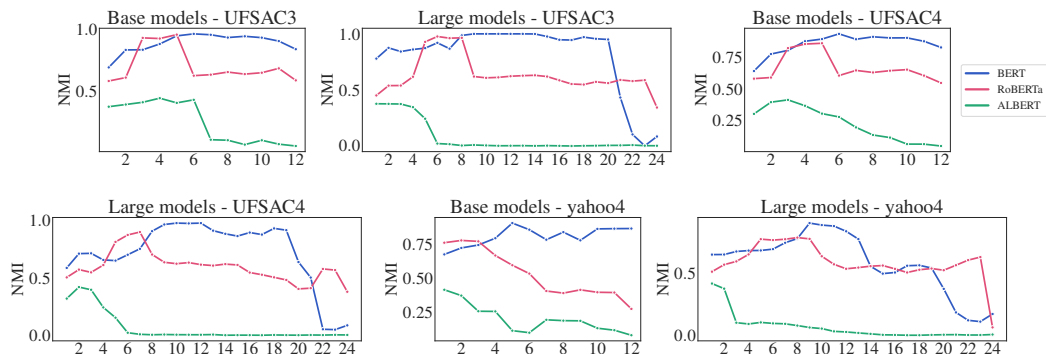 Base models - UFSAC3
Large models - UFSAC3
Base models - UFSAC4
NMI
1.0
0.5
2 4 6 8 10 12
NMI
1.0
0.5
0.0
2 4 6 8 10 12 14 16 18 20 22 24
NMI
0.75
0.50
0.25
2 4 6 8 10 12
BERT
RoBERTa
ALBERT
Large models - UFSAC4
Base models - yahoo4
Large models - yahoo4
NMI
1.0
0.5
0.0
2 4 6 8 10 12 14 16 18 20 22 24
NMI
0.75
0.50
0.25
2 4 6 8 10 12
NMI
0.5
0.0
2 4 6 8 10 12 14 16 18 20 22 24